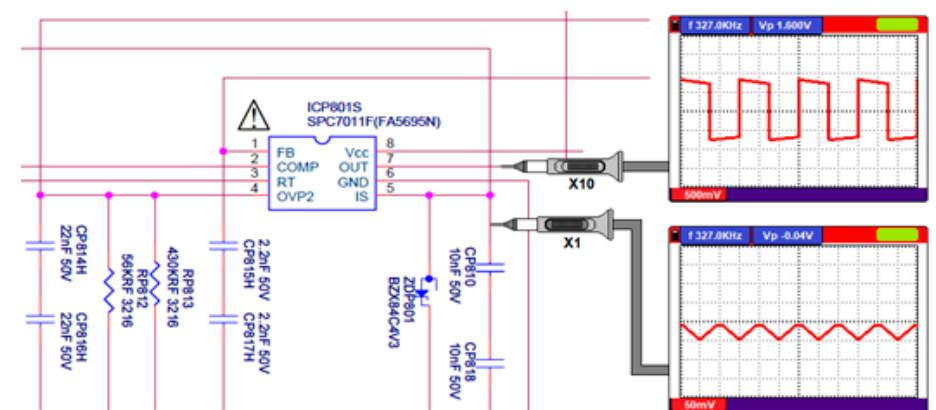 f 327.0KHz Vp 1.600V
500mV
ICP801S
SPC7011F(FA5695N)
1 FB Vcc 8
2 COMP OUT 7
3 RT GND 6
4 OVP2 IS 5
X10
X1
f 327.0KHz Vp -0.04V
50mV
CP814H
22nF 50V
CP816H
22nF 50V
RP812
56KRF 3216
RP813
430KRF 3216
2.2nF 50V
CP815H
2.2nF 50V
CP817H
ZDP801
BZX84C4V3
CP810
10nF 50V
CP818
10nF 50V